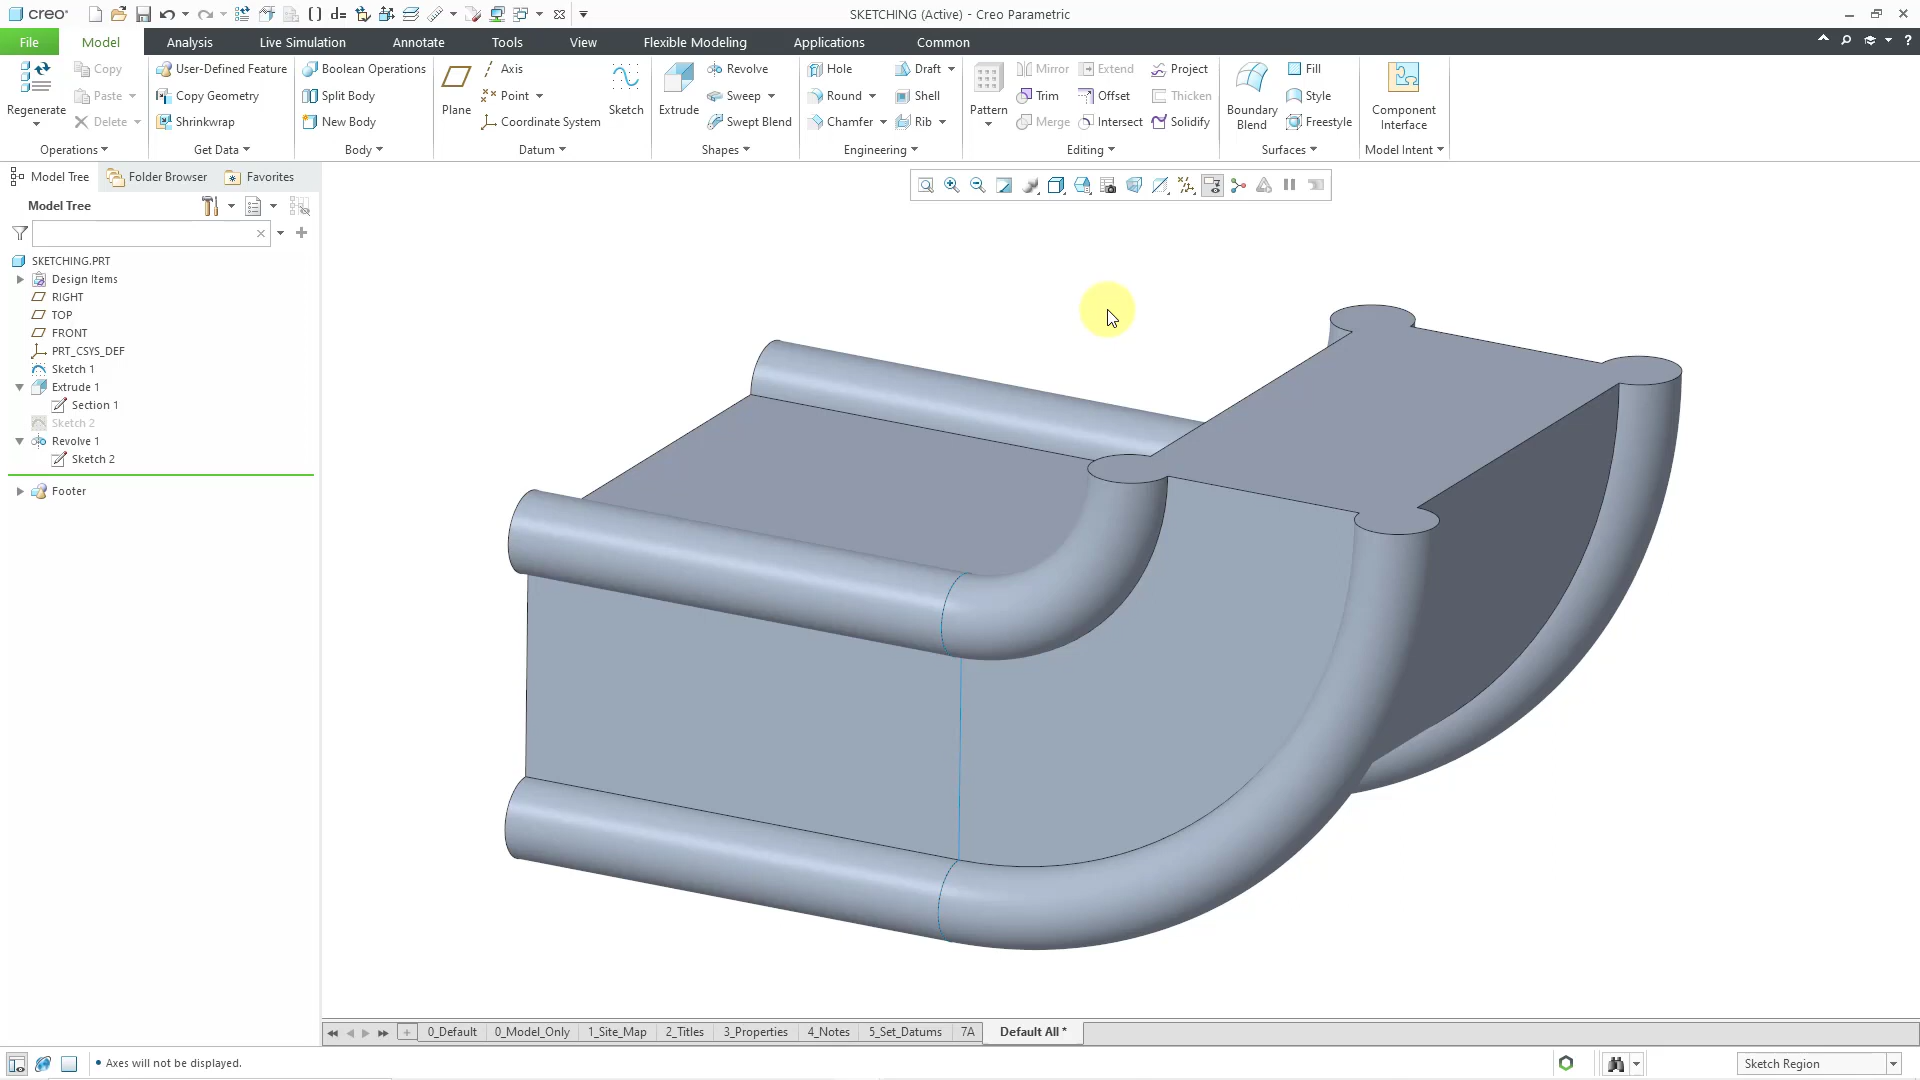 creo
SKETCHING (Active) - Creo Parametric
File Model Analysis Live Simulation Annotate Tools View Flexible Modeling Applications Common
Regenerate
Copy
Paste
Delete
Operations
User-Defined Feature
Copy Geometry
Shrinkwrap
Get Data
Boolean Operations
Split Body
New Body
Body
Plane
Axis
Point
Coordinate System
Sketch
Datum
Extrude
Revolve
Sweep
Swept Blend
Shapes
Hole
Round
Chamfer
Draft
Shell
Rib
Engineering
Pattern
Mirror
Trim
Merge
Extend
Offset
Intersect
Project
Thicken
Solidify
Editing
Boundary
Blend
Fill
Style
Freestyle
Surfaces
Component
Interface
Model Intent
Model Tree Folder Browser Favorites
Model Tree
SKETCHING.PRT
Design Items
RIGHT
TOP
FRONT
PRT_CSYS_DEF
Sketch 1
Extrude 1
Section 1
Sketch 2
Revolve 1
Sketch 2
Footer
0_Default 0_Model_Only 1_Site_Map 2_Titles 3_Properties 4_Notes 5_Set_Datums 7A Default All *
• Axes will not be displayed.
Sketch Region